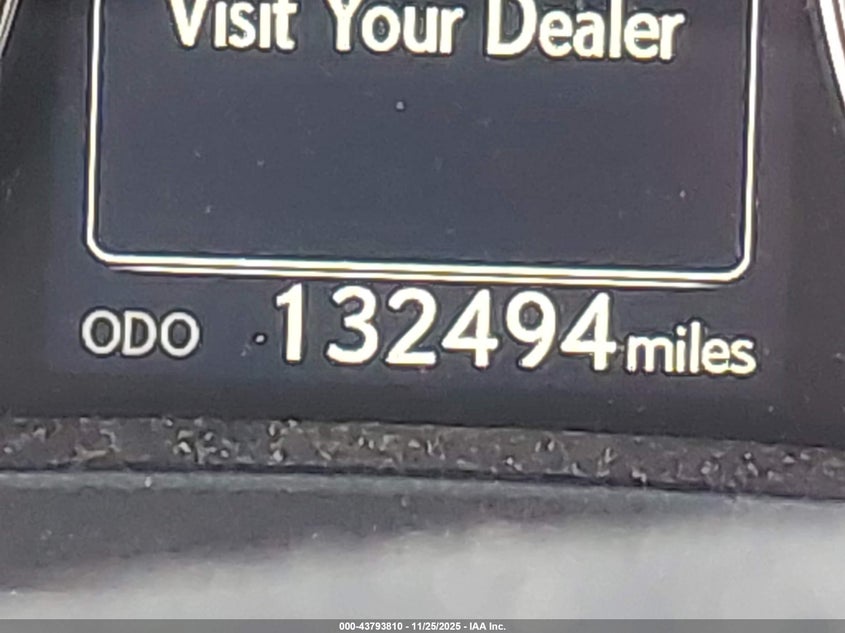 Visit Your Dealer
ODO 132494 miles
000-43793810 - 11/25/2025 - IAA Inc.